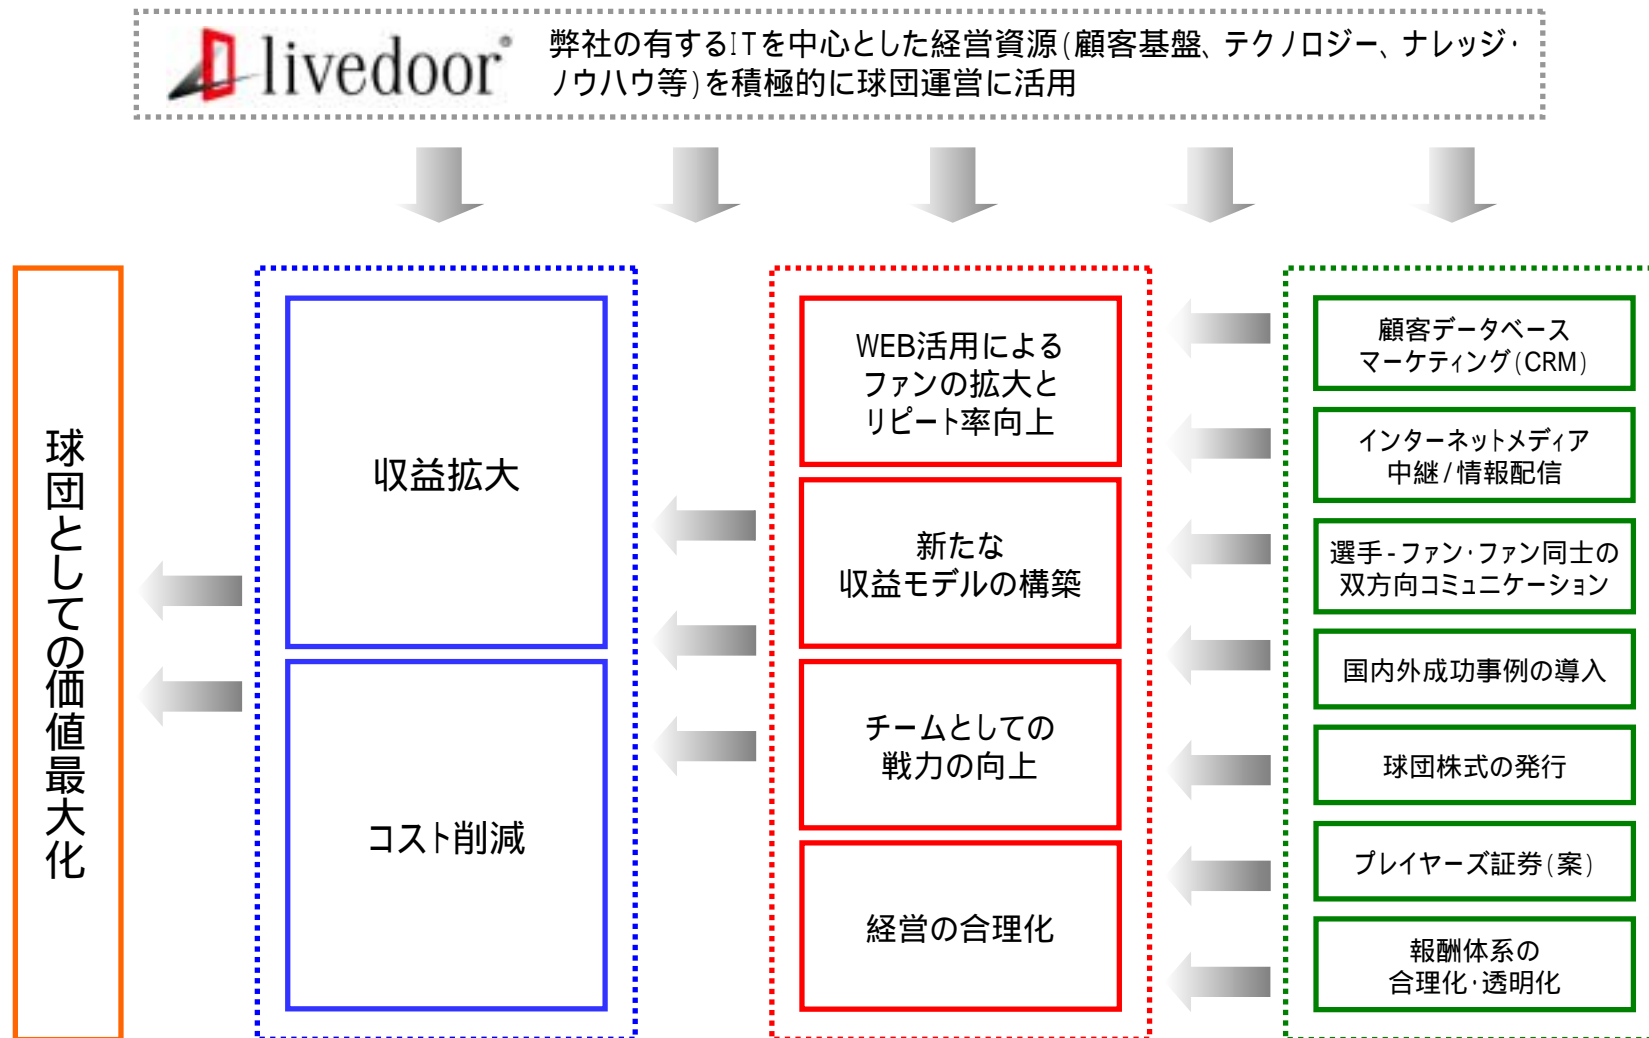 livedoor®
弊社の有するITを中心とした経営資源(顧客基盤、テクノロジー、ナレッジ・
ノウハウ等)を積極的に球団運営に活用
球団としての価値最大化
収益拡大
コスト削減
WEB活用による
ファンの拡大と
リピート率向上
新たな
収益モデルの構築
チームとしての
戦力の向上
経営の合理化
顧客データベース
マーケティング(CRM)
インターネットメディア
中継/情報配信
選手-ファン・ファン同士の
双方向コミュニケーション
国内外成功事例の導入
球団株式の発行
プレイヤーズ証券(案)
報酬体系の
合理化・透明化